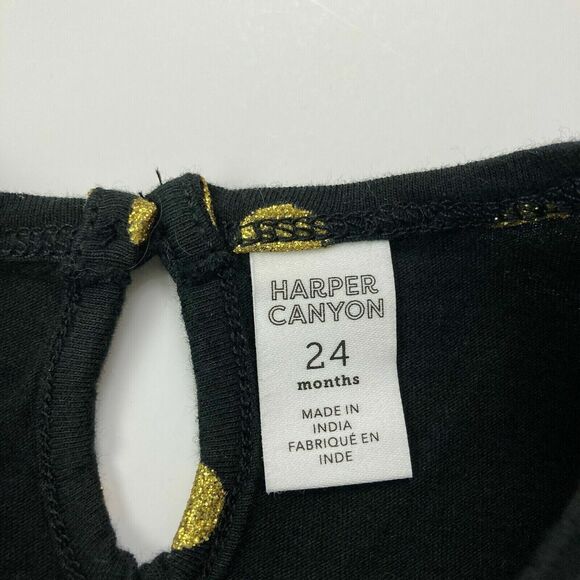 HARPER
CANYON
24
months
MADE IN
INDIA
FABRIQUÉ EN
INDE